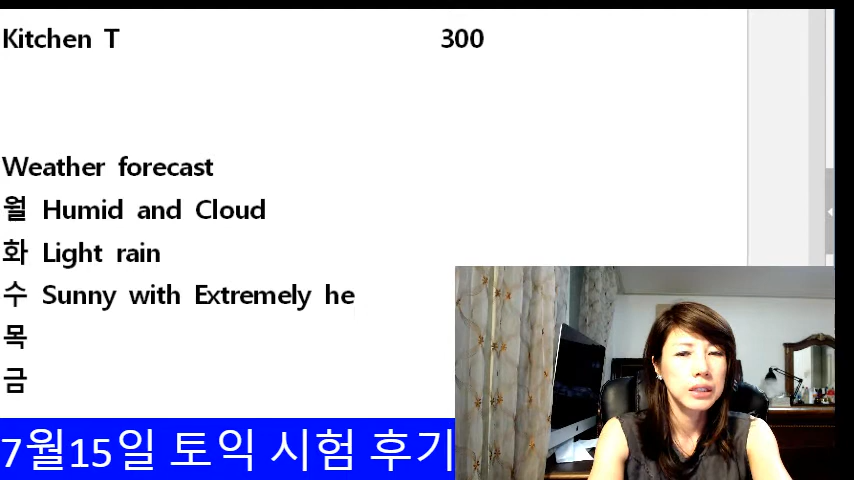 Kitchen T 300
Weather forecast
월 Humid and Cloud
화 Light rain
수 Sunny with Extremely he
목
금
7월15일 토익 시험 후기